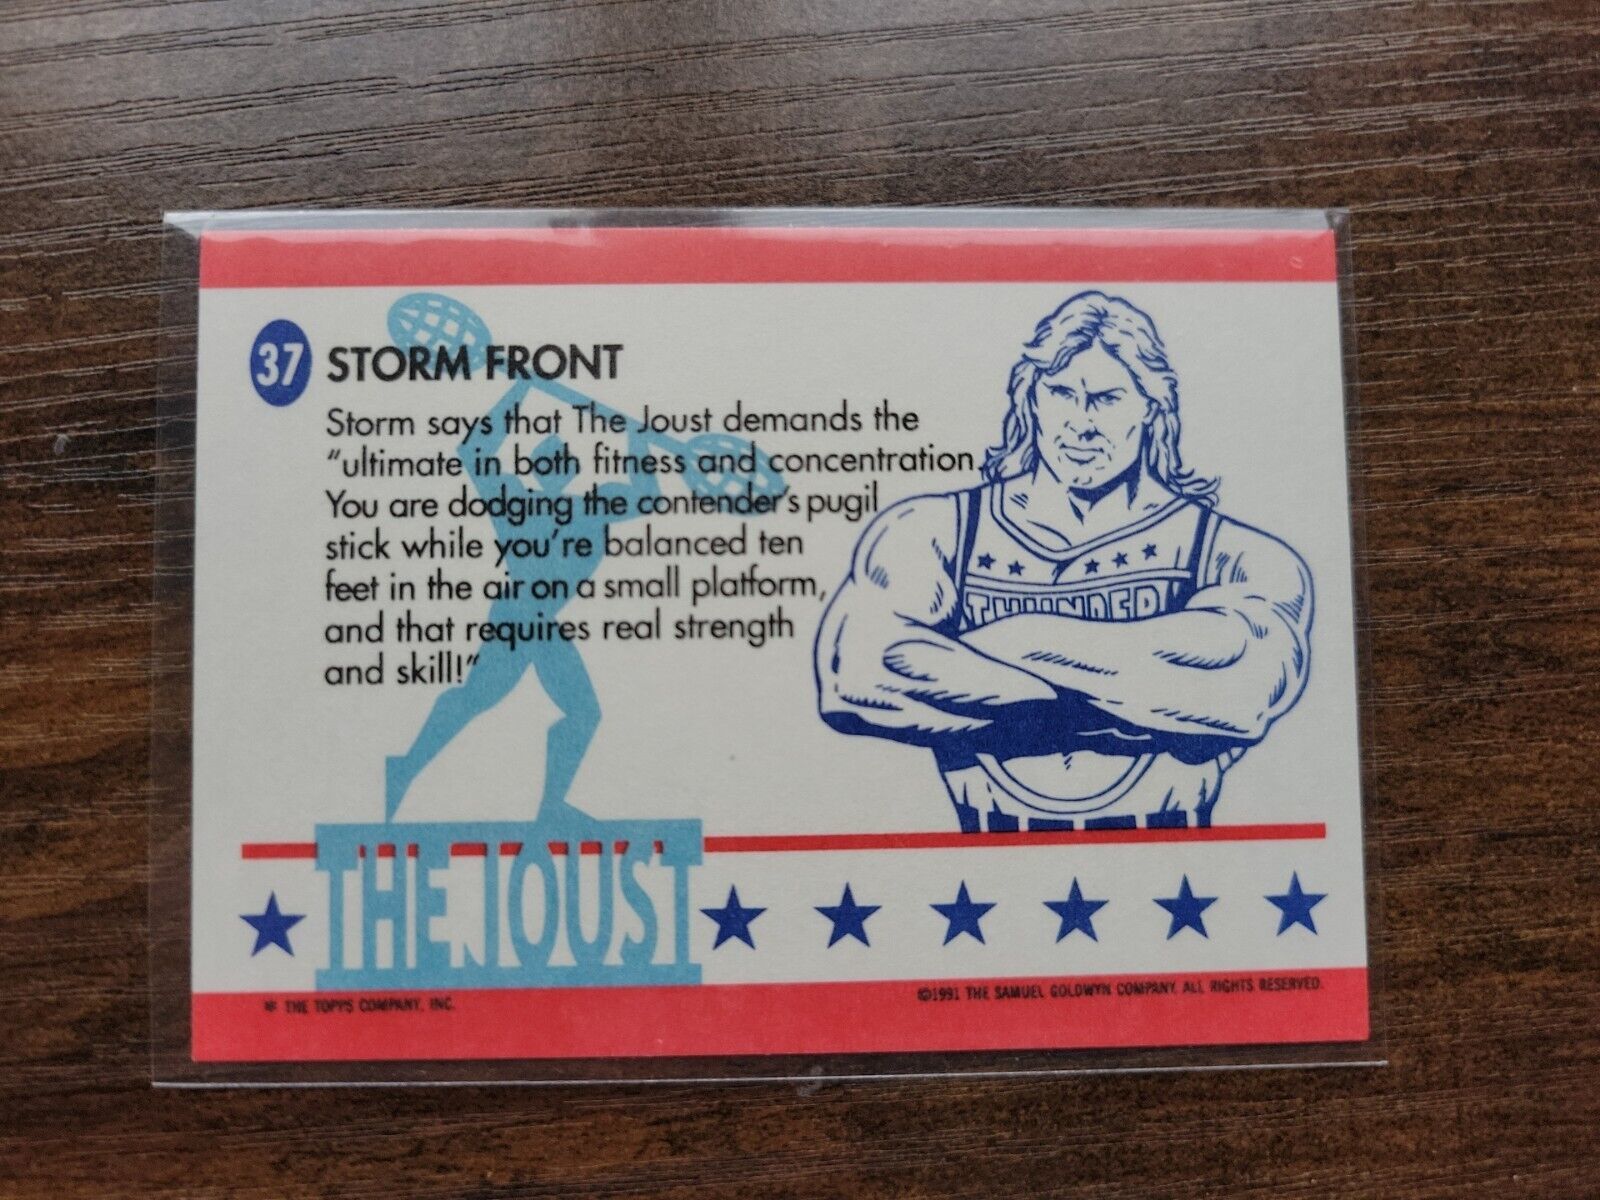 37 STORM FRONT
Storm says that The Joust demands the
"ultimate in both fitness and concentration.
You are dodging the contender's pugil
stick while you're balanced ten
feet in the air on a small platform,
and that requires real strength
and skill!"
THUNDER
THE JOUST
* THE TOPPS COMPANY, INC.
©1991 THE SAMUEL GOLDWYN COMPANY. ALL RIGHTS RESERVED.